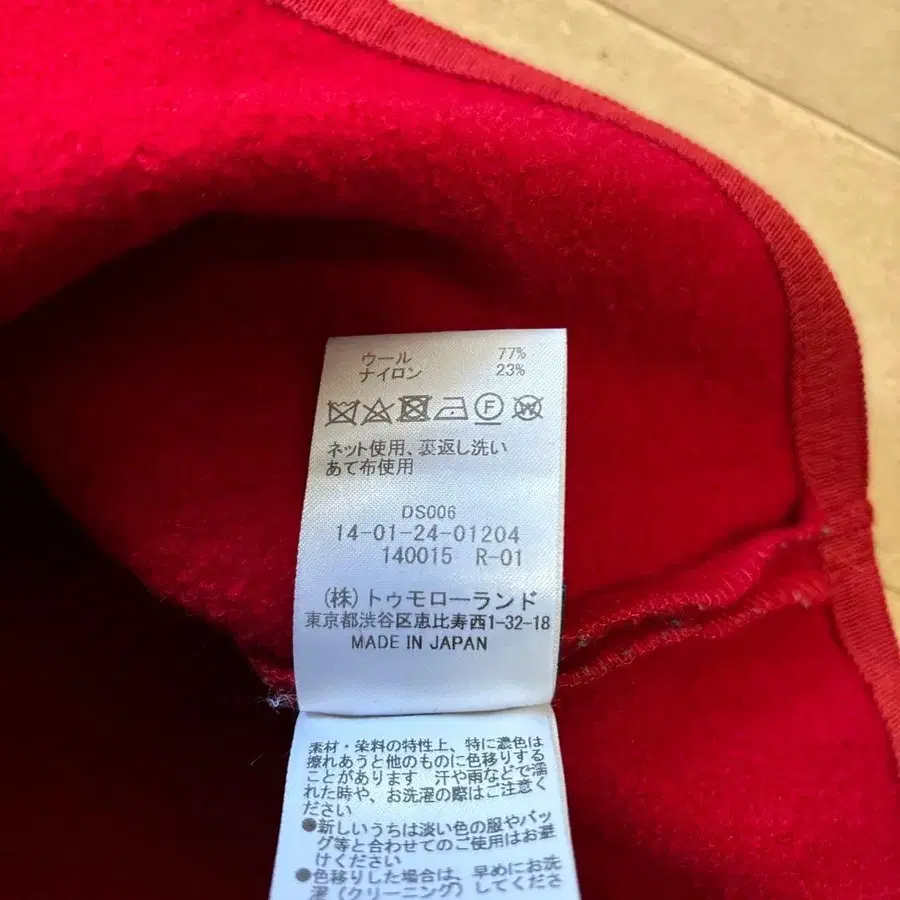 ウール 77%
ナイロン 23%
F W
ネット使用、裏返し洗い
あて布使用
DS006
14-01-24-01204
140015 R-01
(株)トゥモローランド
東京都渋谷区恵比寿西1-32-18
MADE IN JAPAN
素材・染料の特性上、特に濃色は
擦れあうと他のものに色移りする
ことがあります 汗や雨などで濡
れた時や、お洗濯の際はご注意く
ださい
●新しいうちは淡い色の服やバッ
グ等と合わせてのご使用はお避
けください
●色移りした場合は、早めにお洗
濯(クリーニング)してくださ